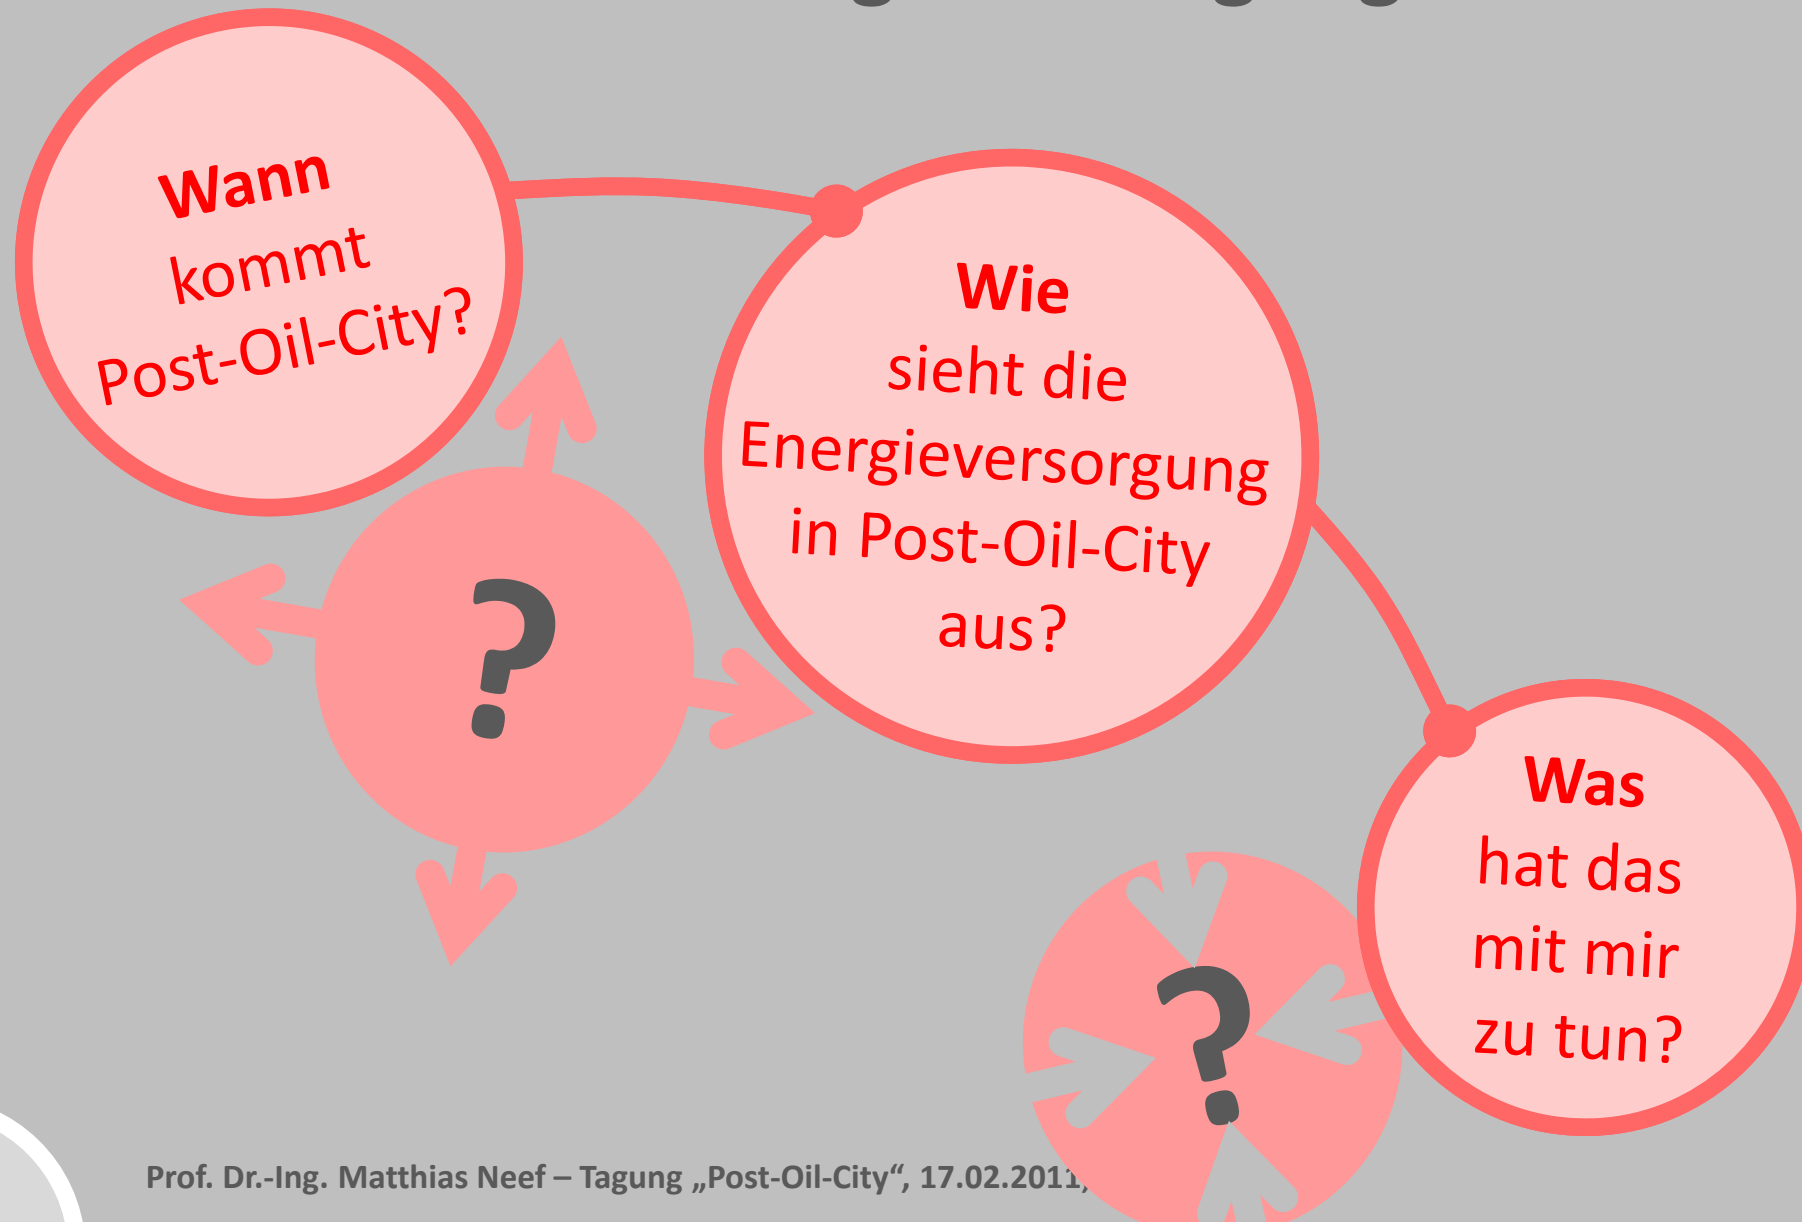 Wann
kommt
Post-Oil-City?
Wie
sieht die
Energieversorgung
in Post-Oil-City
aus?
?
Was
hat das
mit mir
zu tun?
?
Prof. Dr.-Ing. Matthias Neef – Tagung „Post-Oil-City“, 17.02.2011,